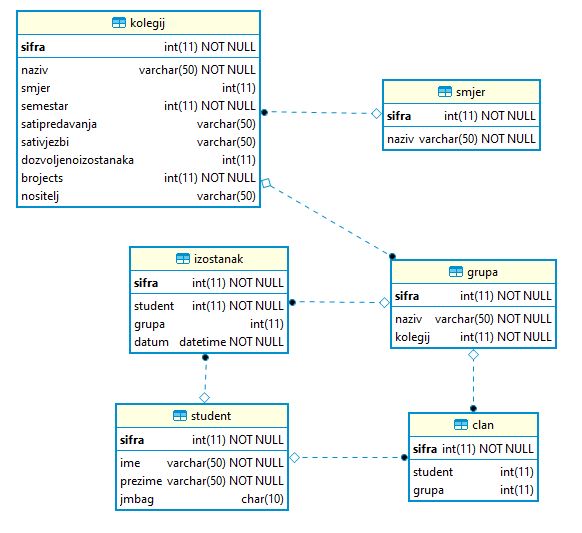 kolegij
sifra int(11) NOT NULL
naziv varchar(50) NOT NULL
smjer int(11)
semestar int(11) NOT NULL
satipredavanja varchar(50)
sativjezbi varchar(50)
dozvoljenoizostanaka int(11)
brojects int(11) NOT NULL
nositelj varchar(50)
smjer
sifra int(11) NOT NULL
naziv varchar(50) NOT NULL
izostanak
sifra int(11) NOT NULL
student int(11) NOT NULL
grupa int(11)
datum datetime NOT NULL
grupa
sifra int(11) NOT NULL
naziv varchar(50) NOT NULL
kolegij int(11) NOT NULL
student
sifra int(11) NOT NULL
ime varchar(50) NOT NULL
prezime varchar(50) NOT NULL
jmbag char(10)
clan
sifra int(11) NOT NULL
student int(11)
grupa int(11)